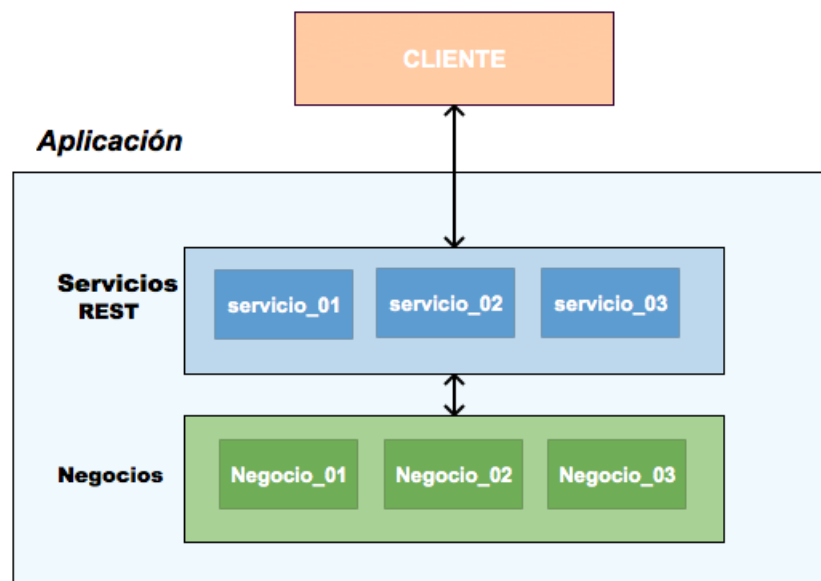 CLIENTE
Aplicación
Servicios
REST
servicio_01
servicio_02
servicio_03
Negocios
Negocio_01
Negocio_02
Negocio_03